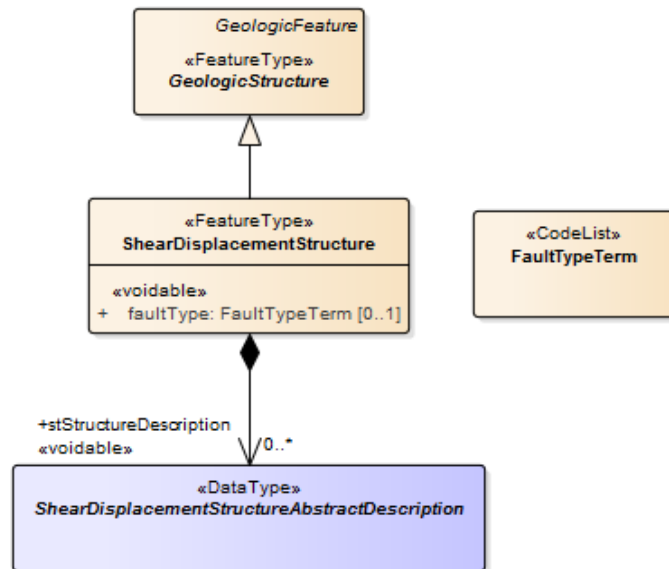 GeologicFeature
«FeatureType»
GeologicStructure
«FeatureType»
ShearDisplacementStructure
«voidable»
+ faultType: FaultTypeTerm [0..1]
«CodeList»
FaultTypeTerm
+stStructureDescription
«voidable»
0..*
«DataType»
ShearDisplacementStructureAbstractDescription